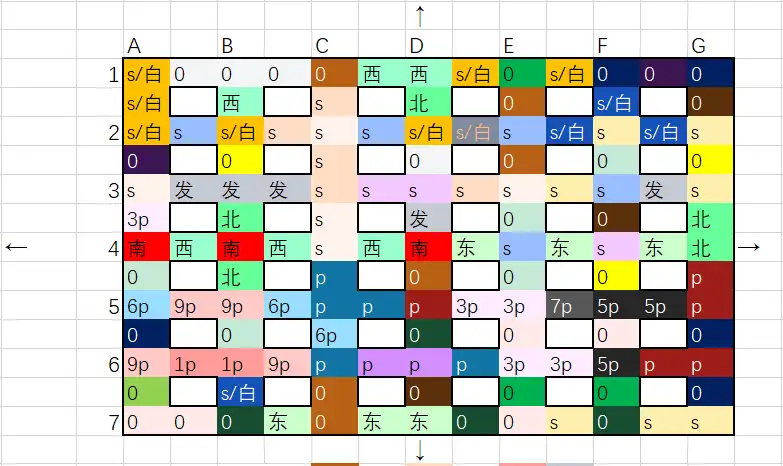 ↑
A B C D E F G
1 s/白 0 0 0 0 西 西 s/白 0 s/白 0 0 0
s/白 西 s 北 0 s/白 0
2 s/白 s s/白 s s s s/白 s/白 s s/白 s s/白 s
0 0 s 0 0 0 0
3 s 发 发 发 s s s s s s s 发 s
3p 北 s 发 0 0 北
← 4 南 西 南 西 s 西 南 东 s 东 s 东 北 →
0 北 p 0 0 0 p
5 6p 9p 9p 6p p p p 3p 3p 7p 5p 5p p
0 0 6p 0 0 0 0
6 9p 1p 1p 9p p p p p 3p 3p 5p p p
0 s/白 0 0 0 0 0
7 0 0 0 东 0 东 东 0 0 s 0 s s
↓